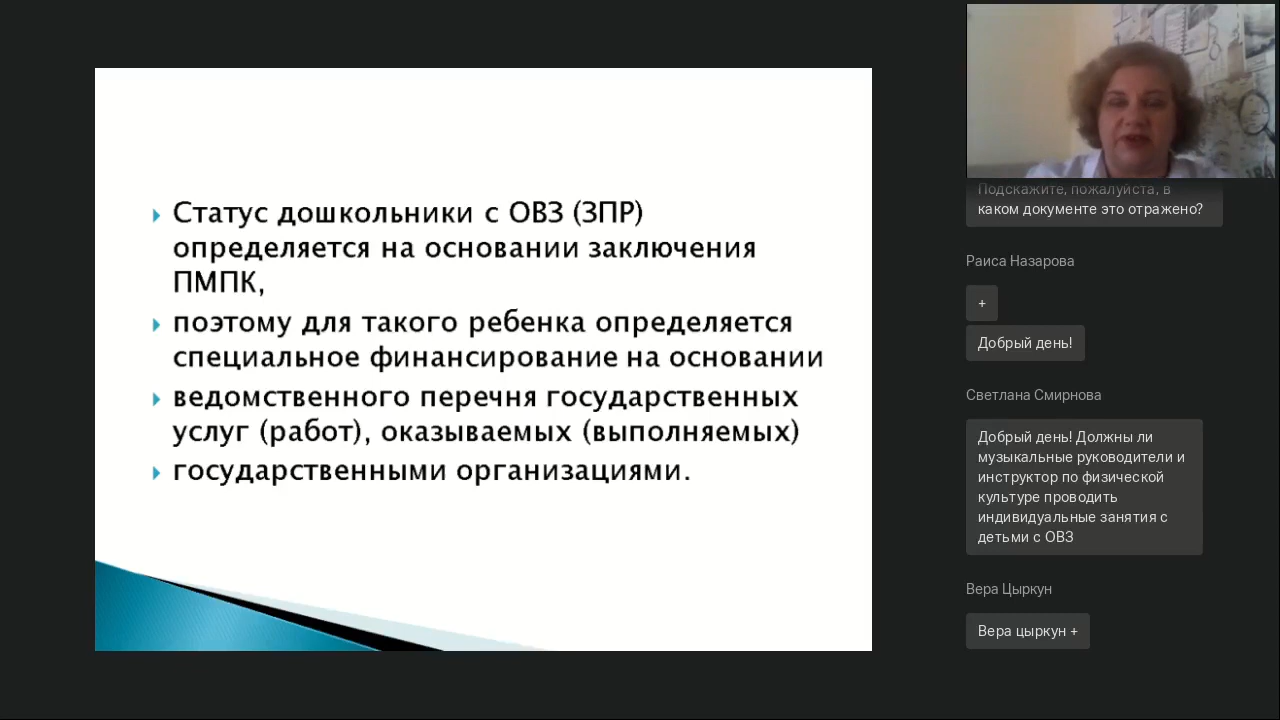 Статус дошкольники с ОВЗ (ЗПР)
определяется на основании заключения
ПМПК,
поэтому для такого ребенка определяется
специальное финансирование на основании
ведомственного перечня государственных
услуг (работ), оказываемых (выполняемых)
государственными организациями.
Подскажите, пожалуйста, в
каком документе это отражено?
Раиса Назарова
+
Добрый день!
Светлана Смирнова
Добрый день! Должны ли
музыкальные руководители и
инструктор по физической
культуре проводить
индивидуальные занятия с
детьми с ОВЗ
Вера Цыркун
Вера цыркун +